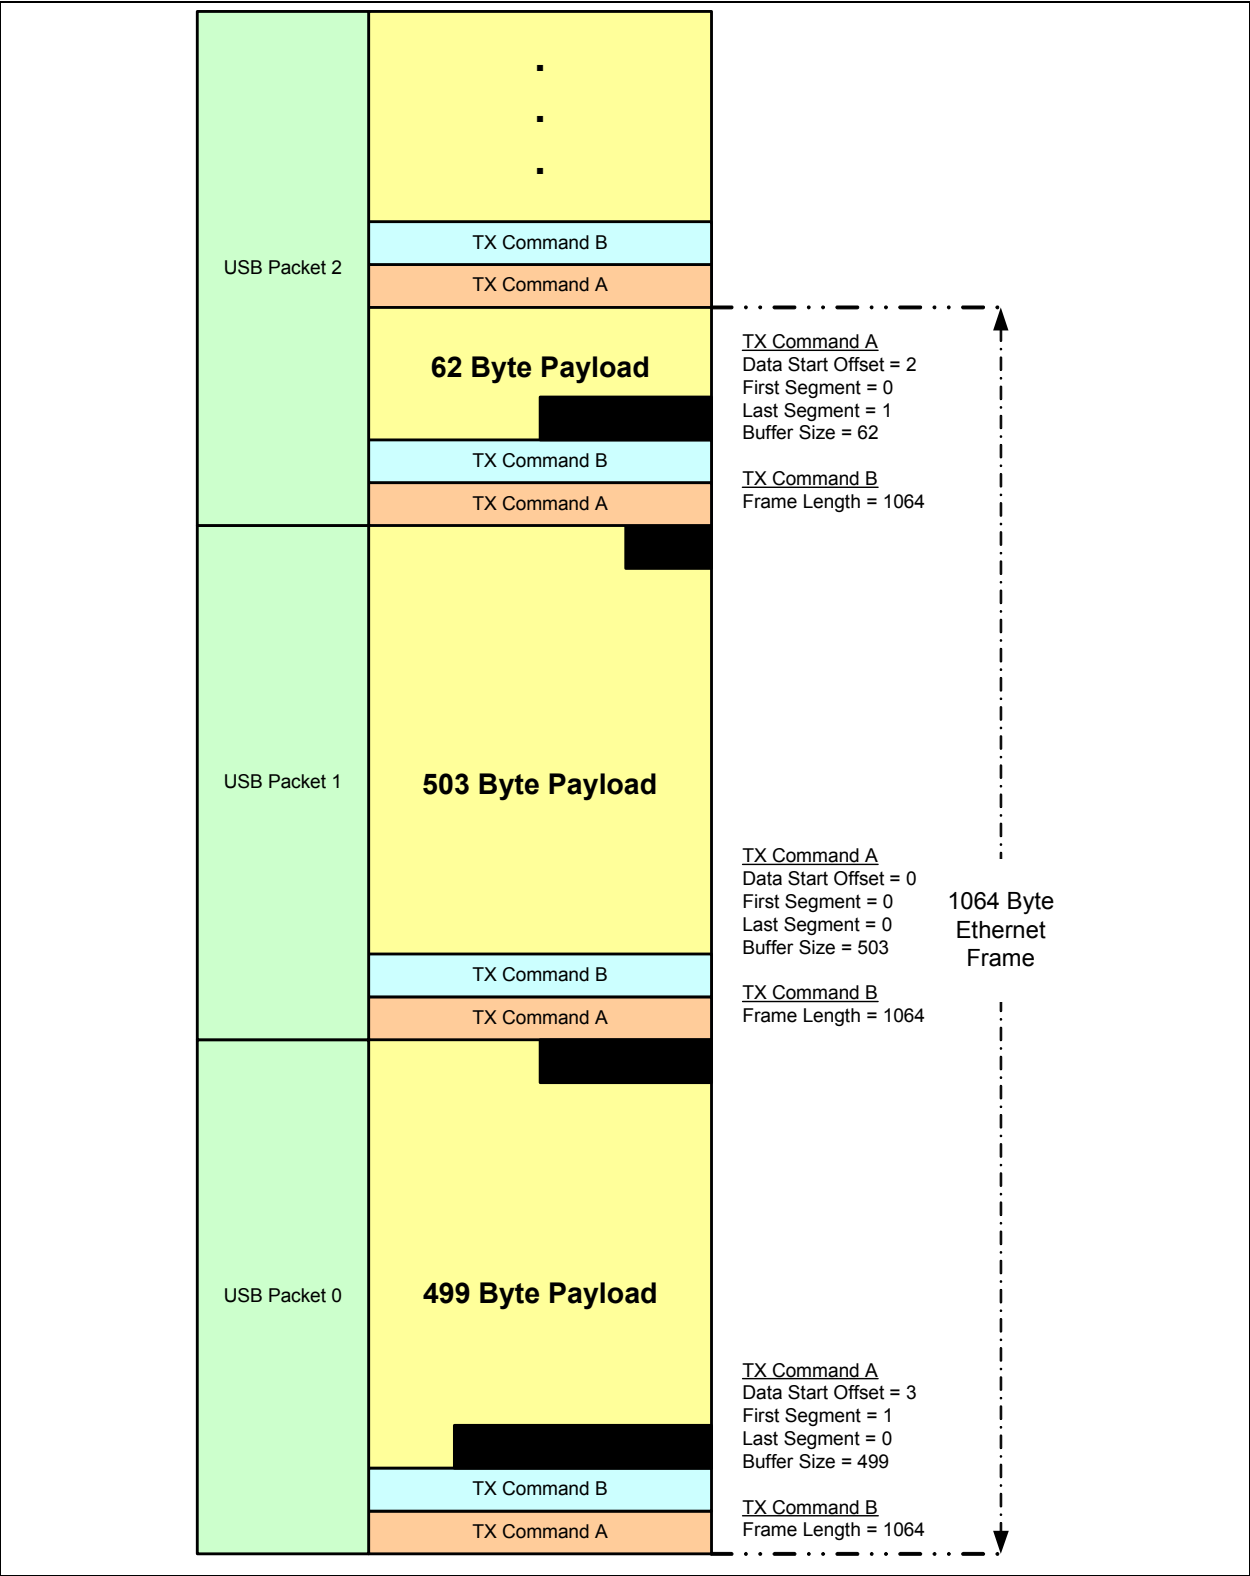 TX Command B
USB Packet 2
TX Command A
62 Byte Payload
TX Command A
Data Start Offset = 2
First Segment = 0
Last Segment = 1
Buffer Size = 62
TX Command B
TX Command B
Frame Length = 1064
TX Command A
USB Packet 1
503 Byte Payload
TX Command A
Data Start Offset = 0
First Segment = 0
Last Segment = 0
Buffer Size = 503
1064 Byte
Ethernet
Frame
TX Command B
TX Command B
Frame Length = 1064
TX Command A
USB Packet 0
499 Byte Payload
TX Command A
Data Start Offset = 3
First Segment = 1
Last Segment = 0
Buffer Size = 499
TX Command B
TX Command B
Frame Length = 1064
TX Command A